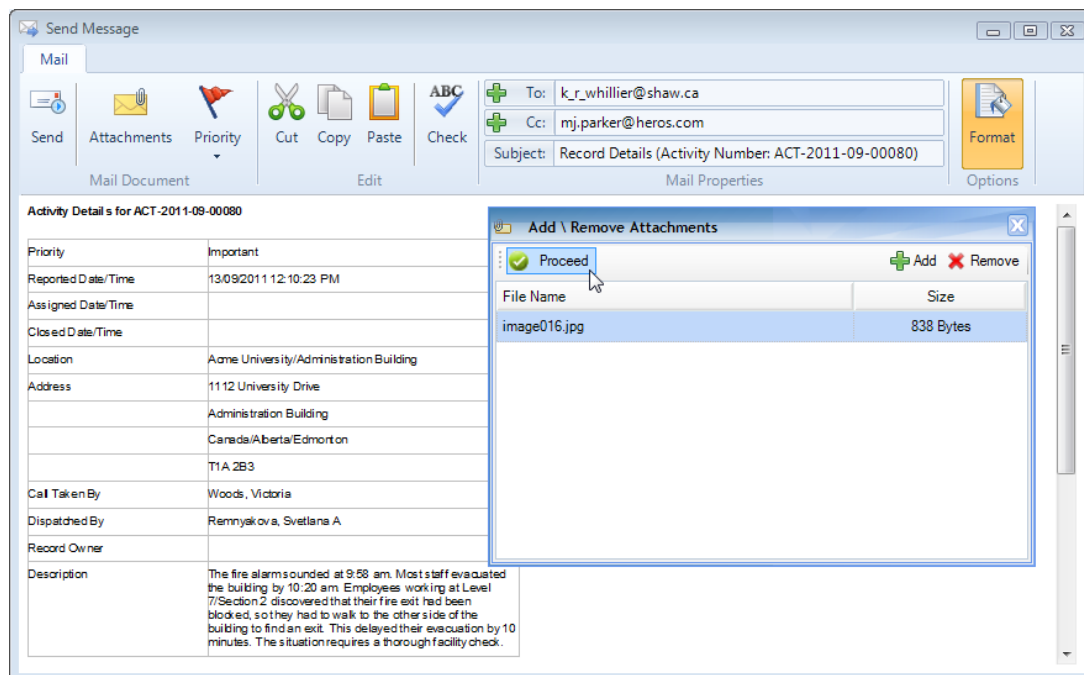 Send Message
Mail
Send
Attachments
Priority
Cut
Copy
Paste
ABC
Check
To: k_r_whillier@shaw.ca
Cc: mj.parker@heros.com
Subject: Record Details (Activity Number: ACT-2011-09-00080)
Format
Mail Document
Edit
Mail Properties
Options
Activity Details for ACT-2011-09-00080
Priority Important
Reported Date/Time 13/09/2011 12:10:23 PM
Assigned Date/Time
Closed Date/Time
Location Acme University/Administration Building
Address 1112 University Drive
Administration Building
Canada/Alberta/Edmonton
T1A 2B3
Call Taken By Woods, Victoria
Dispatched By Remnyakova, Svetlana A
Record Owner
Description The fire alarm sounded at 9:58 am. Most staff evacuated
the building by 10:20 am. Employees working at Level
7/Section 2 discovered that their fire exit had been
blocked, so they had to walk to the other side of the
building to find an exit. This delayed their evacuation by 10
minutes. The situation requires a thorough facility check.
Add \ Remove Attachments
Proceed
Add
Remove
File Name Size
image016.jpg 838 Bytes